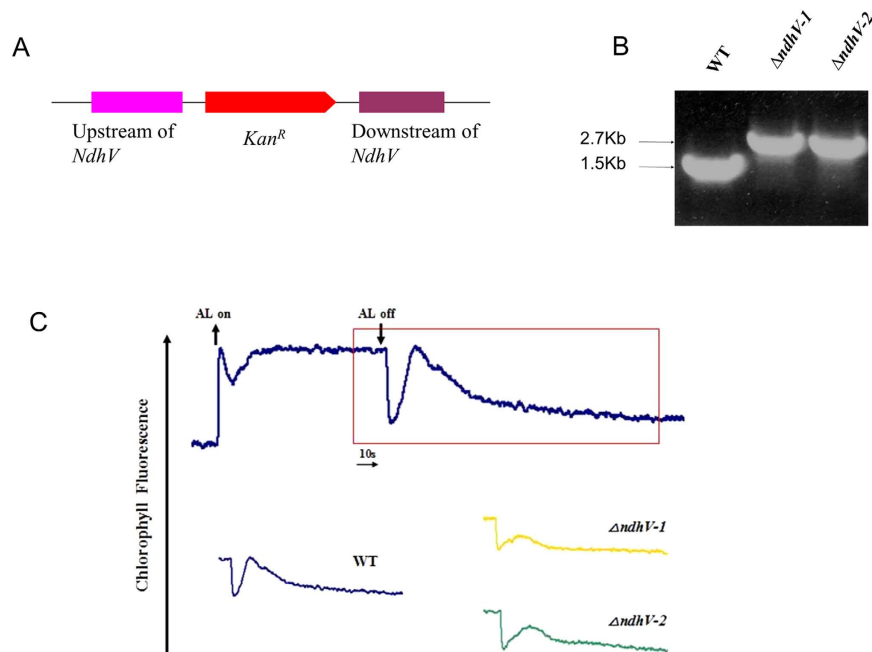 A
Upstream of
NdhV
Kan^R
Downstream of
NdhV
B
WT
ΔndhV-1
ΔndhV-2
2.7Kb
1.5Kb
C
AL on
AL off
10s
Chlorophyll Fluorescence
WT
ΔndhV-1
ΔndhV-2